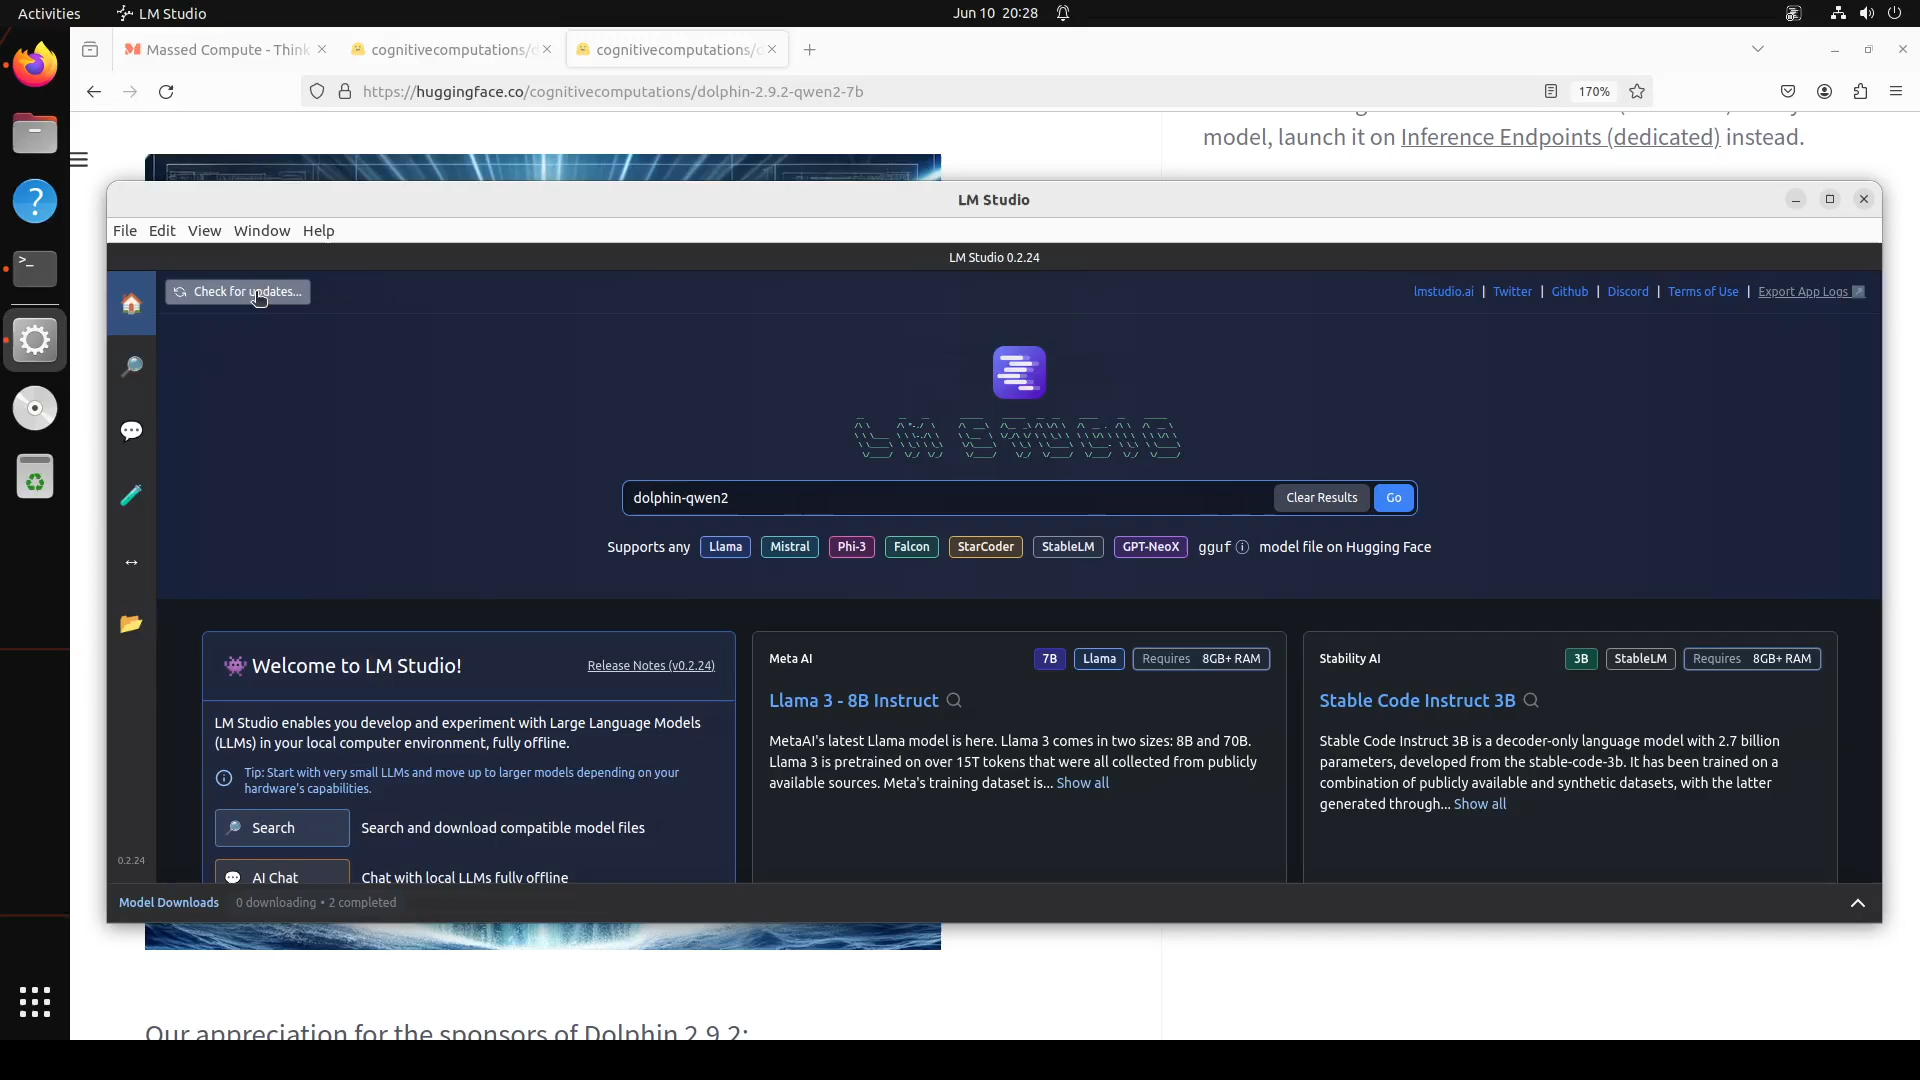 Activities
LM Studio
Jun 10 20:28
Massed Compute - Think
cognitivecomputations/d
cognitivecomputations/d
https://huggingface.co/cognitivecomputations/dolphin-2.9.2-qwen2-7b
170%
model, launch it on Inference Endpoints (dedicated) instead.
LM Studio
File Edit View Window Help
LM Studio 0.2.24
Check for updates...
lmstudio.ai | Twitter | Github | Discord | Terms of Use | Export App Logs
LM STUDIO
dolphin-qwen2
Clear Results
Go
Supports any Llama Mistral Phi-3 Falcon StarCoder StableLM GPT-NeoX gguf model file on Hugging Face
Welcome to LM Studio!
Release Notes (v0.2.24)
LM Studio enables you develop and experiment with Large Language Models
(LLMs) in your local computer environment, fully offline.
Tip: Start with very small LLMs and move up to larger models depending on your
hardware's capabilities.
Search
Search and download compatible model files
AI Chat
Chat with local LLMs fully offline
Meta AI
7B
Llama
Requires 8GB+ RAM
Llama 3 - 8B Instruct
MetaAI's latest Llama model is here. Llama 3 comes in two sizes: 8B and 70B.
Llama 3 is pretrained on over 15T tokens that were all collected from publicly
available sources. Meta's training dataset is... Show all
Stability AI
3B
StableLM
Requires 8GB+ RAM
Stable Code Instruct 3B
Stable Code Instruct 3B is a decoder-only language model with 2.7 billion
parameters, developed from the stable-code-3b. It has been trained on a
combination of publicly available and synthetic datasets, with the latter
generated through... Show all
0.2.24
Model Downloads
0 downloading • 2 completed
Our appreciation for the sponsors of Dolphin 2.9.2: